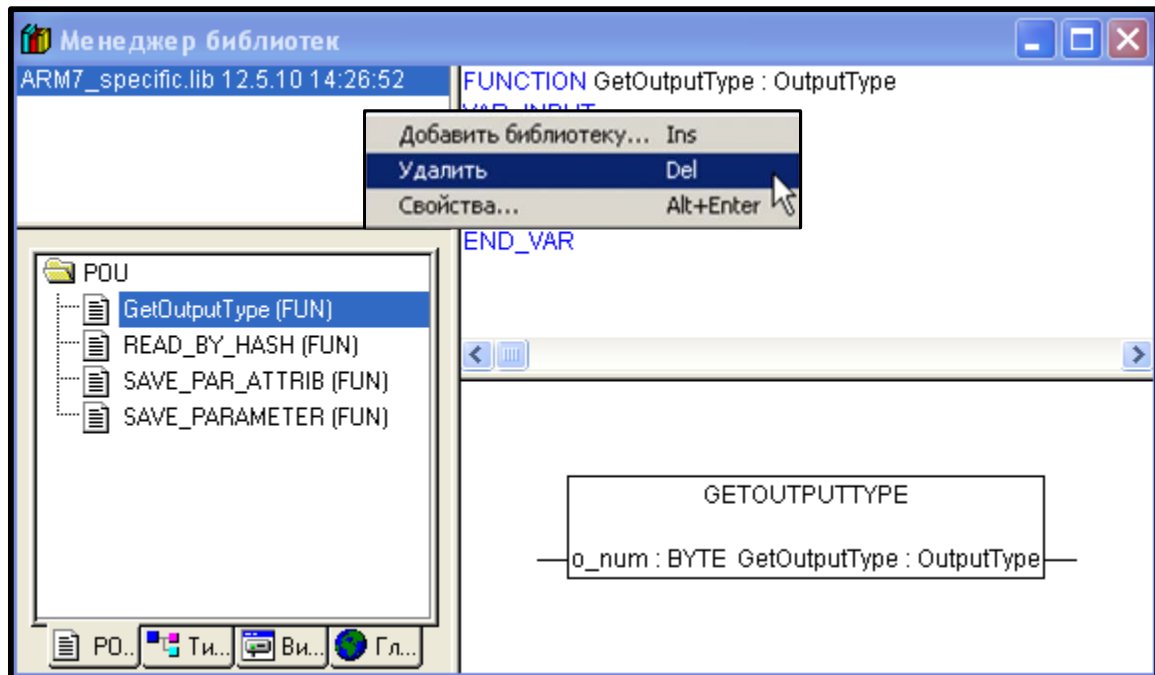 Менеджер библиотек
ARM7_specific.lib 12.5.10 14:26:52
FUNCTION GetOutputType : OutputType
VAR_INPUT
Добавить библиотеку... Ins
Удалить Del
Свойства... Alt+Enter
END_VAR
POU
GetOutputType (FUN)
READ_BY_HASH (FUN)
SAVE_PAR_ATTRIB (FUN)
SAVE_PARAMETER (FUN)
GETOUTPUTTYPE
o_num : BYTE GetOutputType : OutputType
PO... Ти... Ви... Гл...